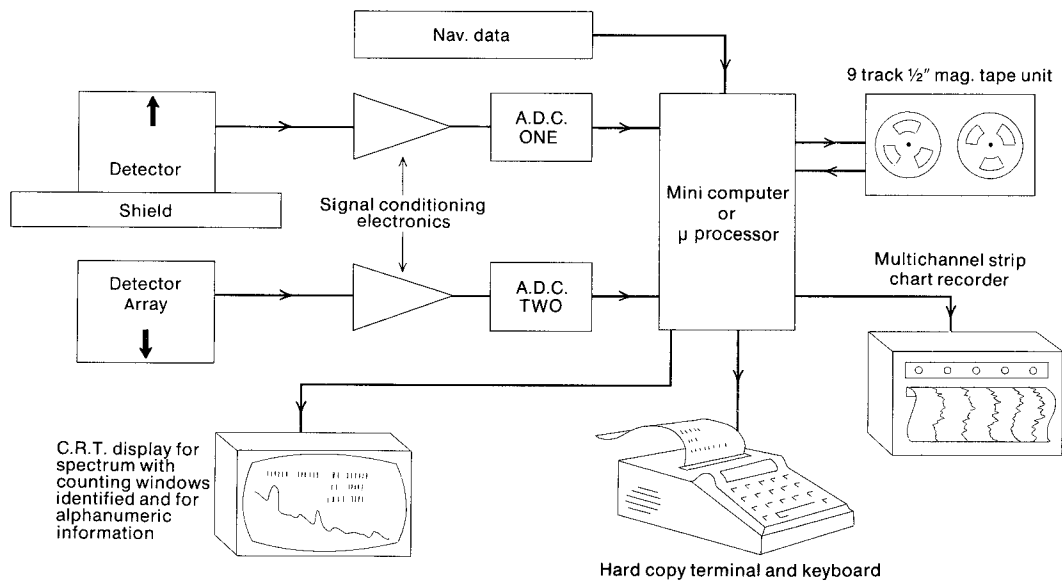 Nav. data
9 track ½" mag. tape unit
A.D.C.
ONE
Detector
Shield
Signal conditioning
electronics
Mini computer
or
μ processor
Detector
Array
A.D.C.
TWO
Multichannel strip
chart recorder
C.R.T. display for
spectrum with
counting windows
identified and for
alphanumeric
information
Hard copy terminal and keyboard